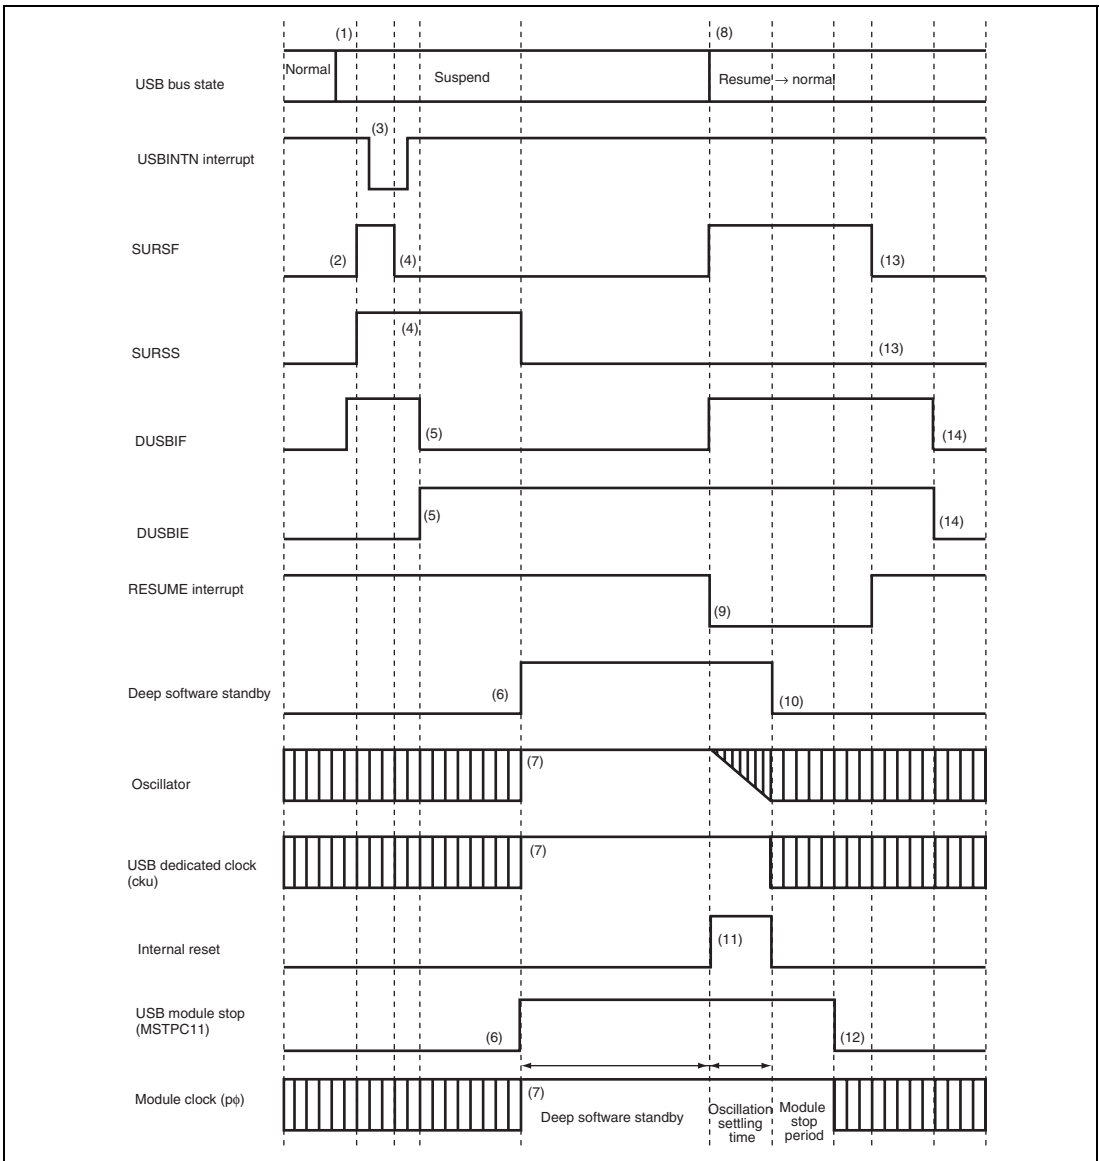 (1)
(8)
USB bus state
Normal
Suspend
Resume → normal
(3)
USBINTN interrupt
SURSF
(2)
(4)
(13)
SURSS
(4)
(13)
DUSBIF
(5)
(14)
DUSBIE
(5)
(14)
RESUME interrupt
(9)
Deep software standby
(6)
(10)
Oscillator
(7)
USB dedicated clock
(cku)
(7)
Internal reset
(11)
USB module stop
(MSTPC11)
(6)
(12)
Module clock (pφ)
(7)
Deep software standby
Oscillation
settling
time
Module
stop
period